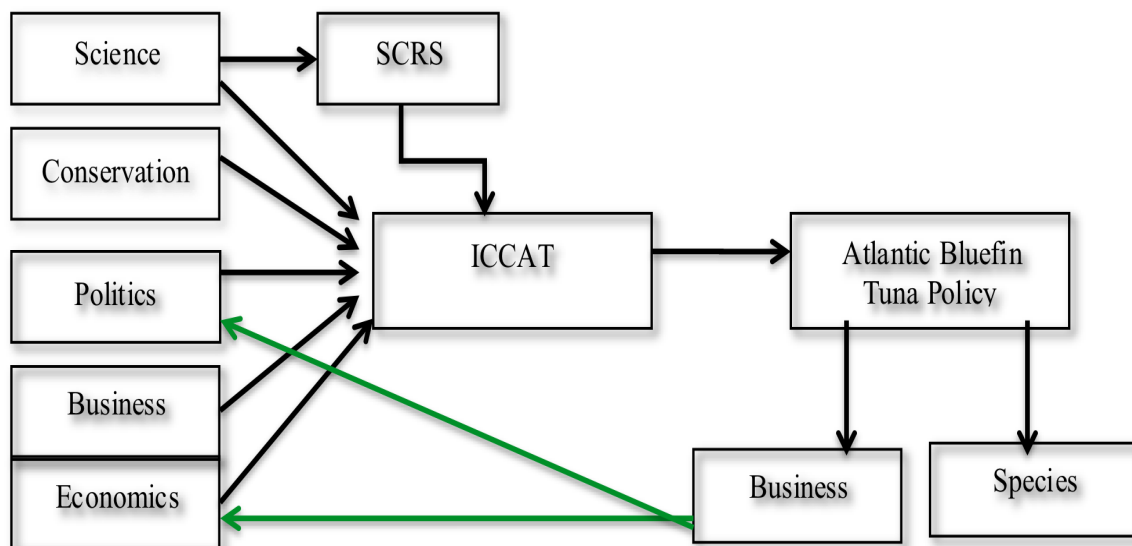 Science
SCRS
Conservation
ICCAT
Atlantic Bluefin
Tuna Policy
Politics
Business
Economics
Business
Species